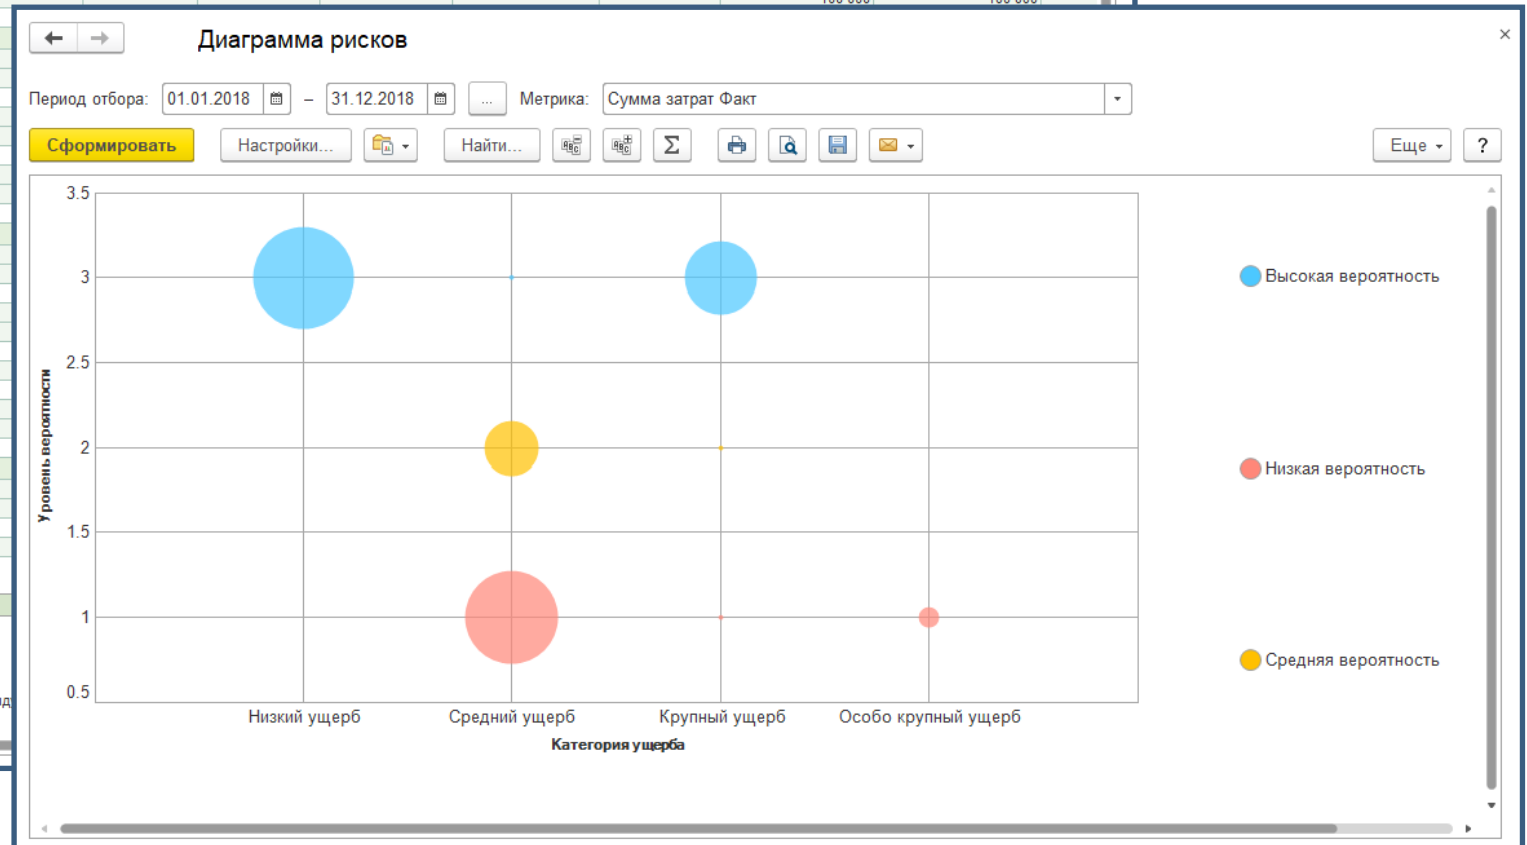 Диаграмма рисков
×
Период отбора: 01.01.2018 – 31.12.2018 ... Метрика: Сумма затрат Факт
Сформировать Настройки... Найти... Σ Еще ?
3.5
3
2.5
2
1.5
1
0.5
Уровень вероятности
Низкий ущерб Средний ущерб Крупный ущерб Особо крупный ущерб
Категория ущерба
Высокая вероятность
Низкая вероятность
Средняя вероятность